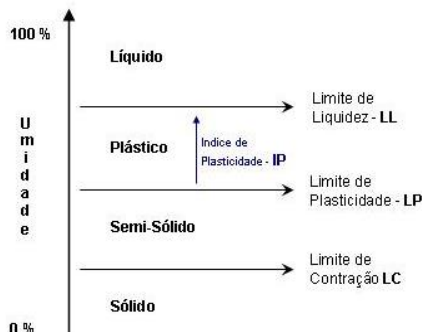 100 %
Líquido
Limite de
Liquidez - LL
Umidade
Plástico
Indice de
Plasticidade - IP
Limite de
Plasticidade - LP
Semi-Sólido
Limite de
Contração LC
Sólido
0 %